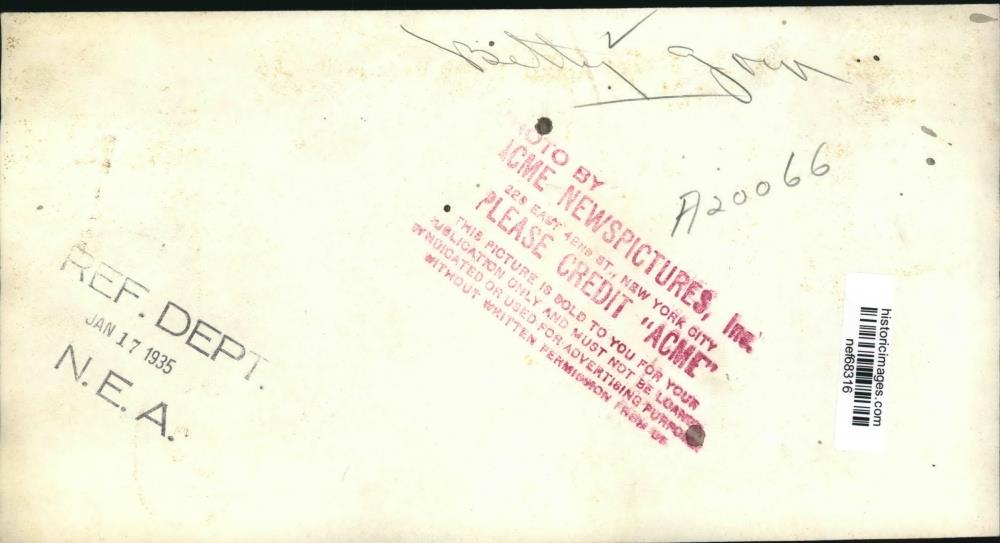 Betty Gow
PHOTO BY
ACME NEWSPICTURES, Inc.
220 EAST 42ND ST., NEW YORK CITY
PLEASE CREDIT "ACME"
THIS PICTURE IS SOLD TO YOU FOR YOUR
PUBLICATION ONLY AND MUST NOT BE LOANED
SYNDICATED OR USED FOR ADVERTISING PURPOSES
WITHOUT WRITTEN PERMISSION FROM US
A20066
REF. DEPT.
JAN 17 1935
N.E.A.
historicimages.com
nef68316